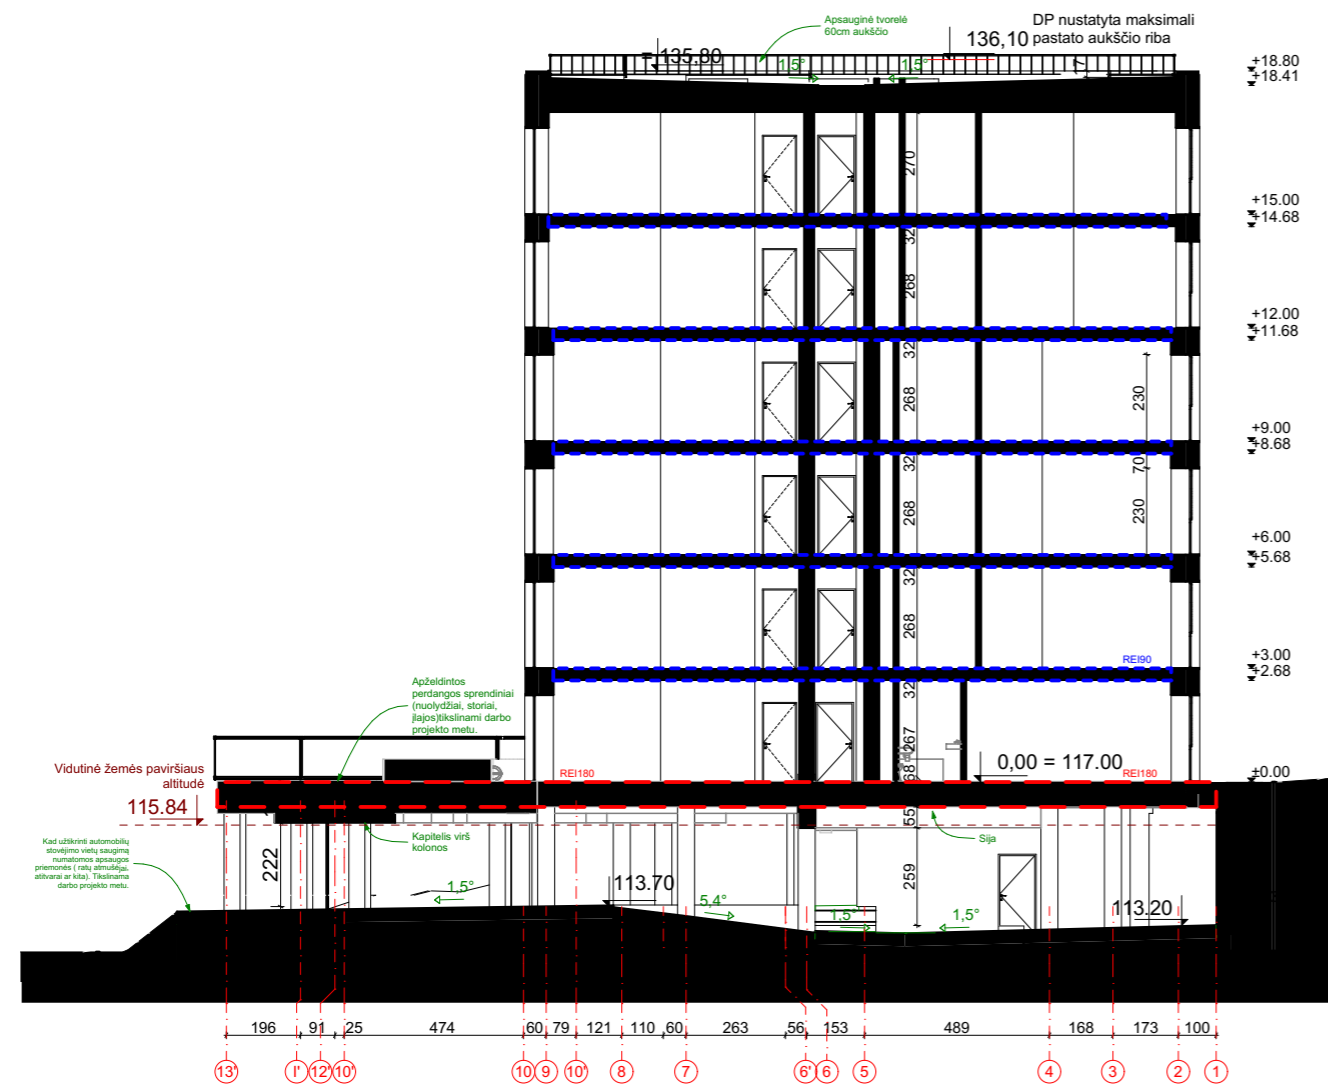 Apsauginė tvorelė
60cm aukščio
DP nustatyta maksimali
136,10 pastato aukščio riba
= 135,80
1,5°
1,5°
17
+18.80
+18.41
270
+15.00
+14.68
32
268
+12.00
+11.68
32
268
230
+9.00
+8.68
32
70
268
230
+6.00
+5.68
32
268
REI90
+3.00
+2.68
32
Apželdintos
perdangos sprendiniai
(nuolydžiai, storiai,
įlajos)tikslinami darbo
projekto metu.
267
68
Vidutinė žemės paviršiaus
altitudė
115.84
REI180
0,00 = 117.00
REI180
±0.00
55
Kapitelis virš
kolonos
Sija
Kad užtikrinti automobilių
stovėjimo vietų saugimą
numatomos apsaugos
priemonės ( ratų atmušėjai,
atitvarai ar kita). Tikslinama
darbo projekto metu.
222
259
1,5°
113.70
5,4°
1,5°
1,5°
113.20
196 91 25 474 60 79 121 110 60 263 56 153 489 168 173 100
13' I' 12' 10' 10 9 10' 8 7 6' 6 5 4 3 2 1